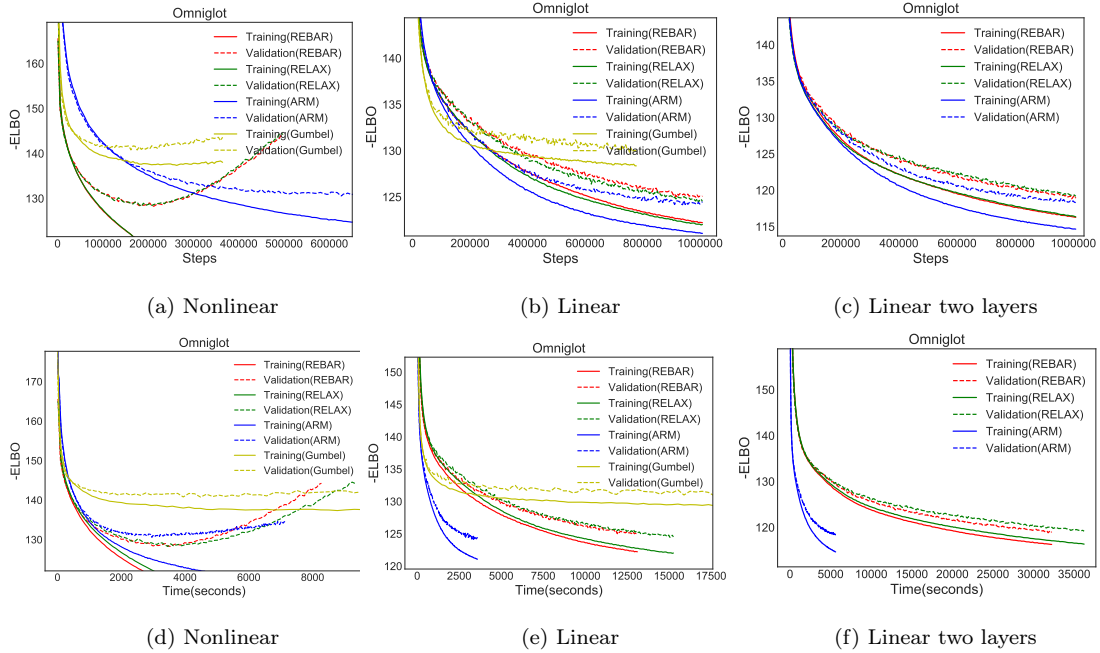 Omniglot
-ELBO
160
150
140
130
Training(REBAR)
Validation(REBAR)
Training(RELAX)
Validation(RELAX)
Training(ARM)
Validation(ARM)
Training(Gumbel)
Validation(Gumbel)
0 100000 200000 300000 400000 500000 600000
Steps
(a) Nonlinear
Omniglot
-ELBO
140
135
130
125
Training(REBAR)
Validation(REBAR)
Training(RELAX)
Validation(RELAX)
Training(ARM)
Validation(ARM)
Training(Gumbel)
Validation(Gumbel)
200000 400000 600000 800000 1000000
Steps
(b) Linear
Omniglot
-ELBO
140
135
130
125
120
115
Training(REBAR)
Validation(REBAR)
Training(RELAX)
Validation(RELAX)
Training(ARM)
Validation(ARM)
0 200000 400000 600000 800000 1000000
Steps
(c) Linear two layers
Omniglot
-ELBO
170
160
150
140
130
Training(REBAR)
Validation(REBAR)
Training(RELAX)
Validation(RELAX)
Training(ARM)
Validation(ARM)
Training(Gumbel)
Validation(Gumbel)
0 2000 4000 6000 8000
Time(seconds)
(d) Nonlinear
Omniglot
-ELBO
150
145
140
135
130
125
120
Training(REBAR)
Validation(REBAR)
Training(RELAX)
Validation(RELAX)
Training(ARM)
Validation(ARM)
Training(Gumbel)
Validation(Gumbel)
0 2500 5000 7500 10000 12500 15000 17500
Time(seconds)
(e) Linear
Omniglot
-ELBO
150
140
130
120
Training(REBAR)
Validation(REBAR)
Training(RELAX)
Validation(RELAX)
Training(ARM)
Validation(ARM)
0 5000 10000 15000 20000 25000 30000 35000
Time(seconds)
(f) Linear two layers